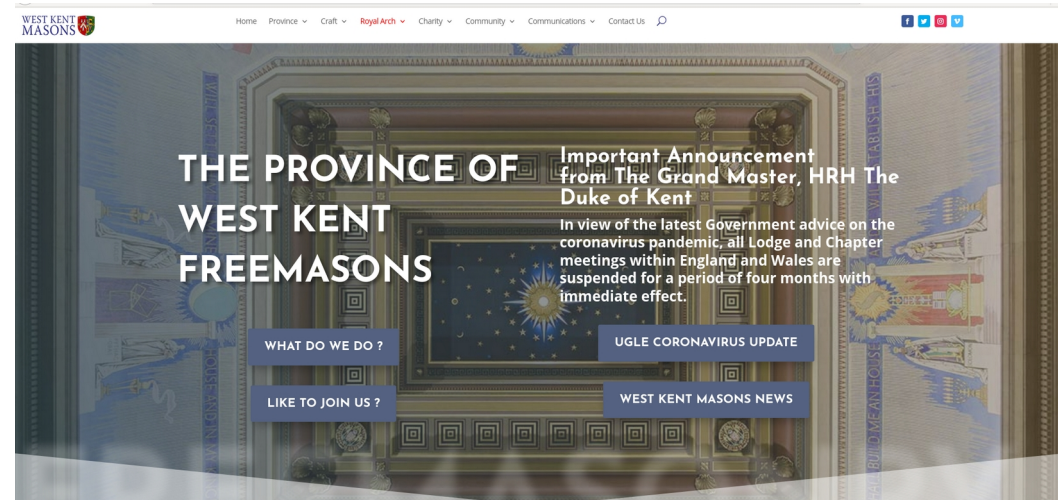 WEST KENT
MASONS
Home Province Craft Royal Arch Charity Community Communications Contact Us
THE PROVINCE OF
WEST KENT
FREEMASONS
WHAT DO WE DO ?
LIKE TO JOIN US ?
Important Announcement
from The Grand Master, HRH The
Duke of Kent
In view of the latest Government advice on the
coronavirus pandemic, all Lodge and Chapter
meetings within England and Wales are
suspended for a period of four months with
immediate effect.
UGLE CORONAVIRUS UPDATE
WEST KENT MASONS NEWS